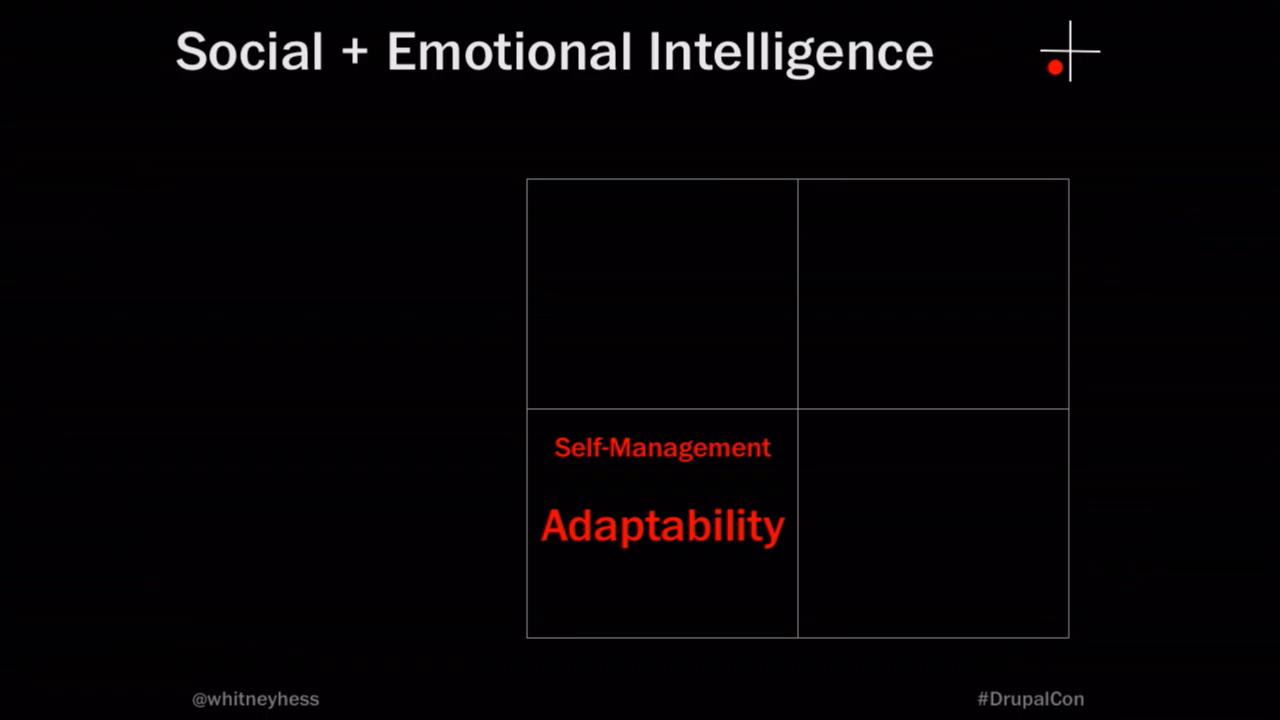 Social + Emotional Intelligence
Self-Management
Adaptability
@whitneyhess
#DrupalCon